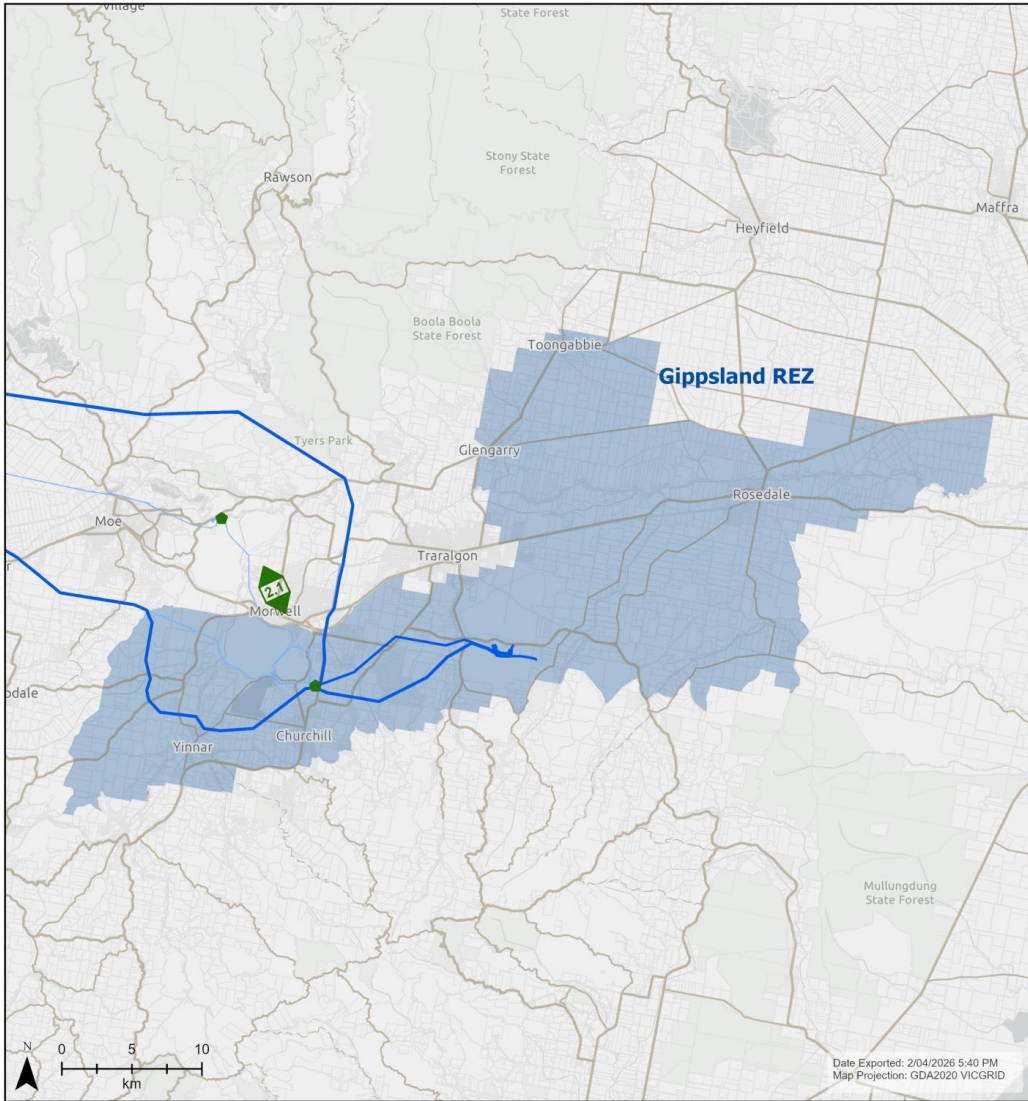 Village
State Forest
Stony State
Forest
Rawson
Maffra
Heyfield
Boola Boola
State Forest
Toongabbie
Gippsland REZ
Tyers Park
Glengarry
Rosedale
Moe
Traralgon
2.1
Morwell
odale
Yinnar
Churchill
Mullungdung
State Forest
N
0 5 10
km
Date Exported: 2/04/2026 5:40 PM
Map Projection: GDA2020 VICGRID